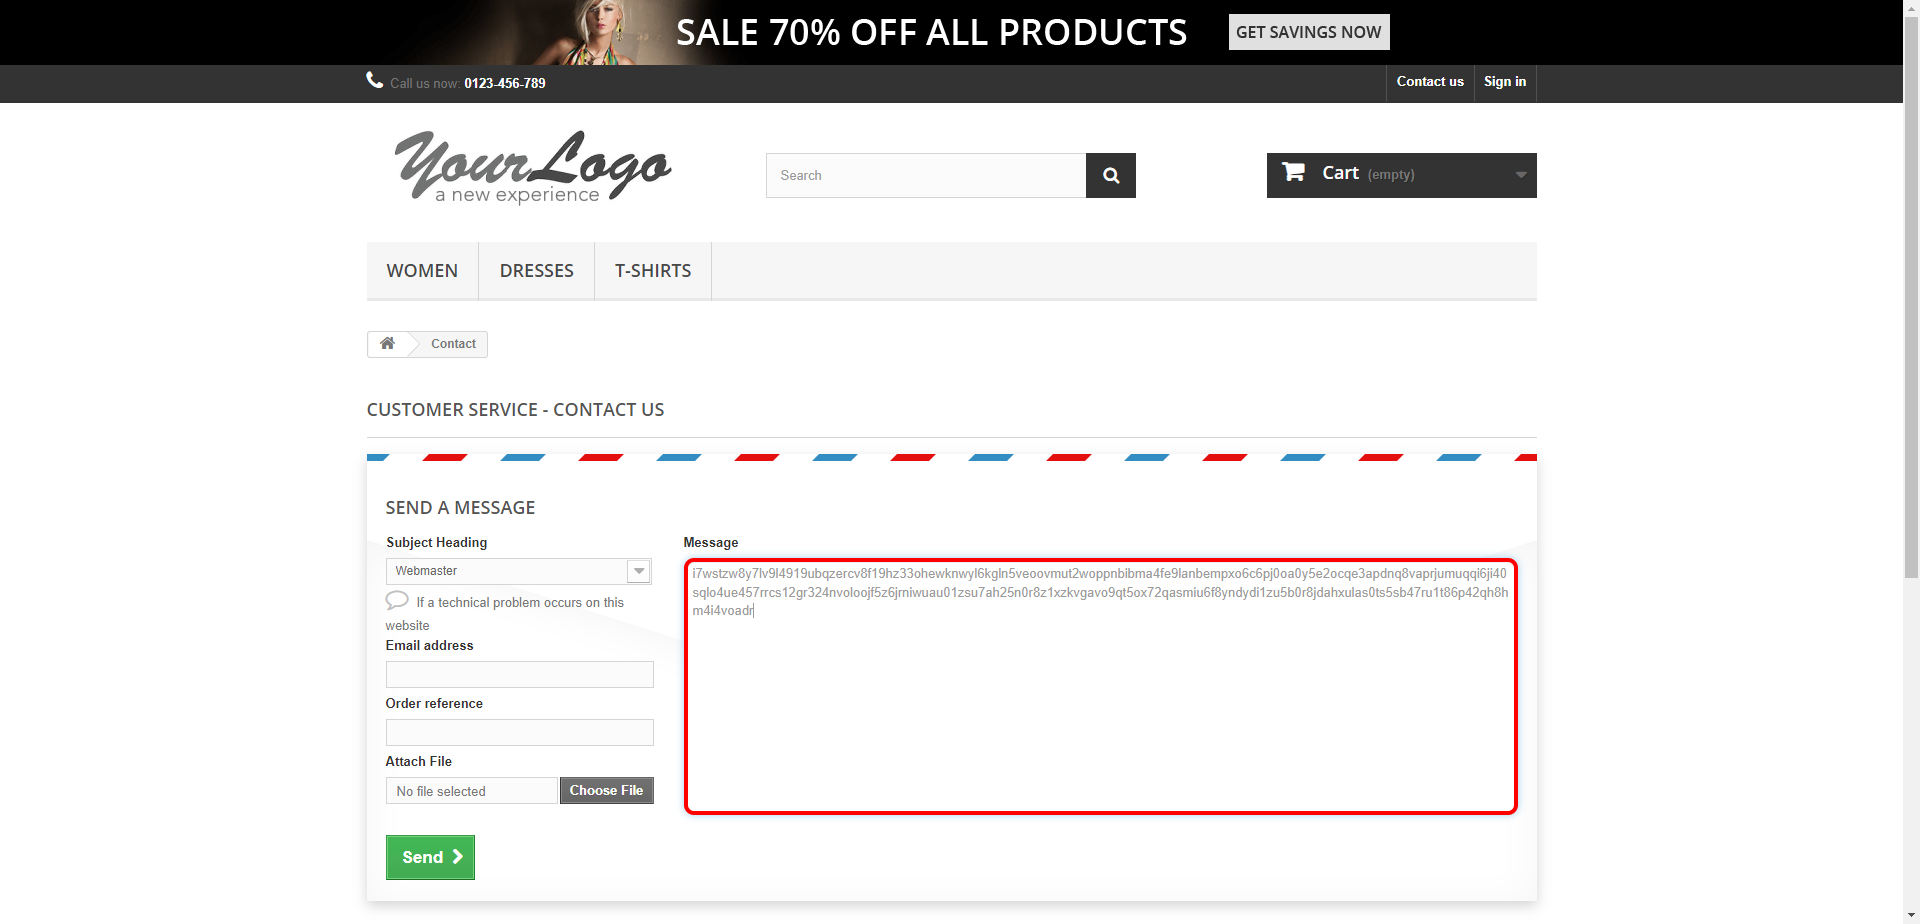 SALE 70% OFF ALL PRODUCTS
GET SAVINGS NOW
Call us now: 0123-456-789
Contact us
Sign in
YourLogo
a new experience
Search
Cart (empty)
WOMEN
DRESSES
T-SHIRTS
Contact
CUSTOMER SERVICE - CONTACT US
SEND A MESSAGE
Subject Heading
Webmaster
If a technical problem occurs on this
website
Email address
Order reference
Attach File
No file selected
Choose File
Send
Message
i7wstzw8y7lv9l4919ubqzercv8f19hz33ohewknwyl6kgln5veoovmut2woppnbibma4fe9lanbempxo6c6pj0oa0y5e2ocqe3apdnq8vaprjumuqqi6ji40
sqlo4ue457rrcs12gr324nvoloojf5z6jrniwuau01zsu7ah25n0r8z1xzkvgavo9qt5ox72qasmiu6f8yndydi1zu5b0r8jdahxulas0ts5sb47ru1t86p42qh8h
m4i4voadr